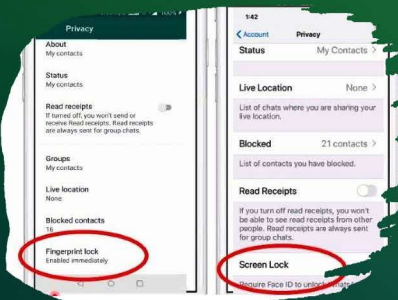 Privacy
About
My contacts
Status
My contacts
Read receipts
If turned off, you won't send or
receive Read receipts. Read receipts
are always sent for group chats.
Groups
My contacts
Live location
None
Blocked contacts
16
Fingerprint lock
Enabled immediately
1:42
Account Privacy
Status My Contacts
Live Location None
List of chats where you are sharing your
live location.
Blocked 21 contacts
List of contacts you have blocked.
Read Receipts
If you turn off read receipts, you won't
be able to see read receipts from other
people. Read receipts are always sent
for group chats.
Screen Lock
Require Face ID to unlock